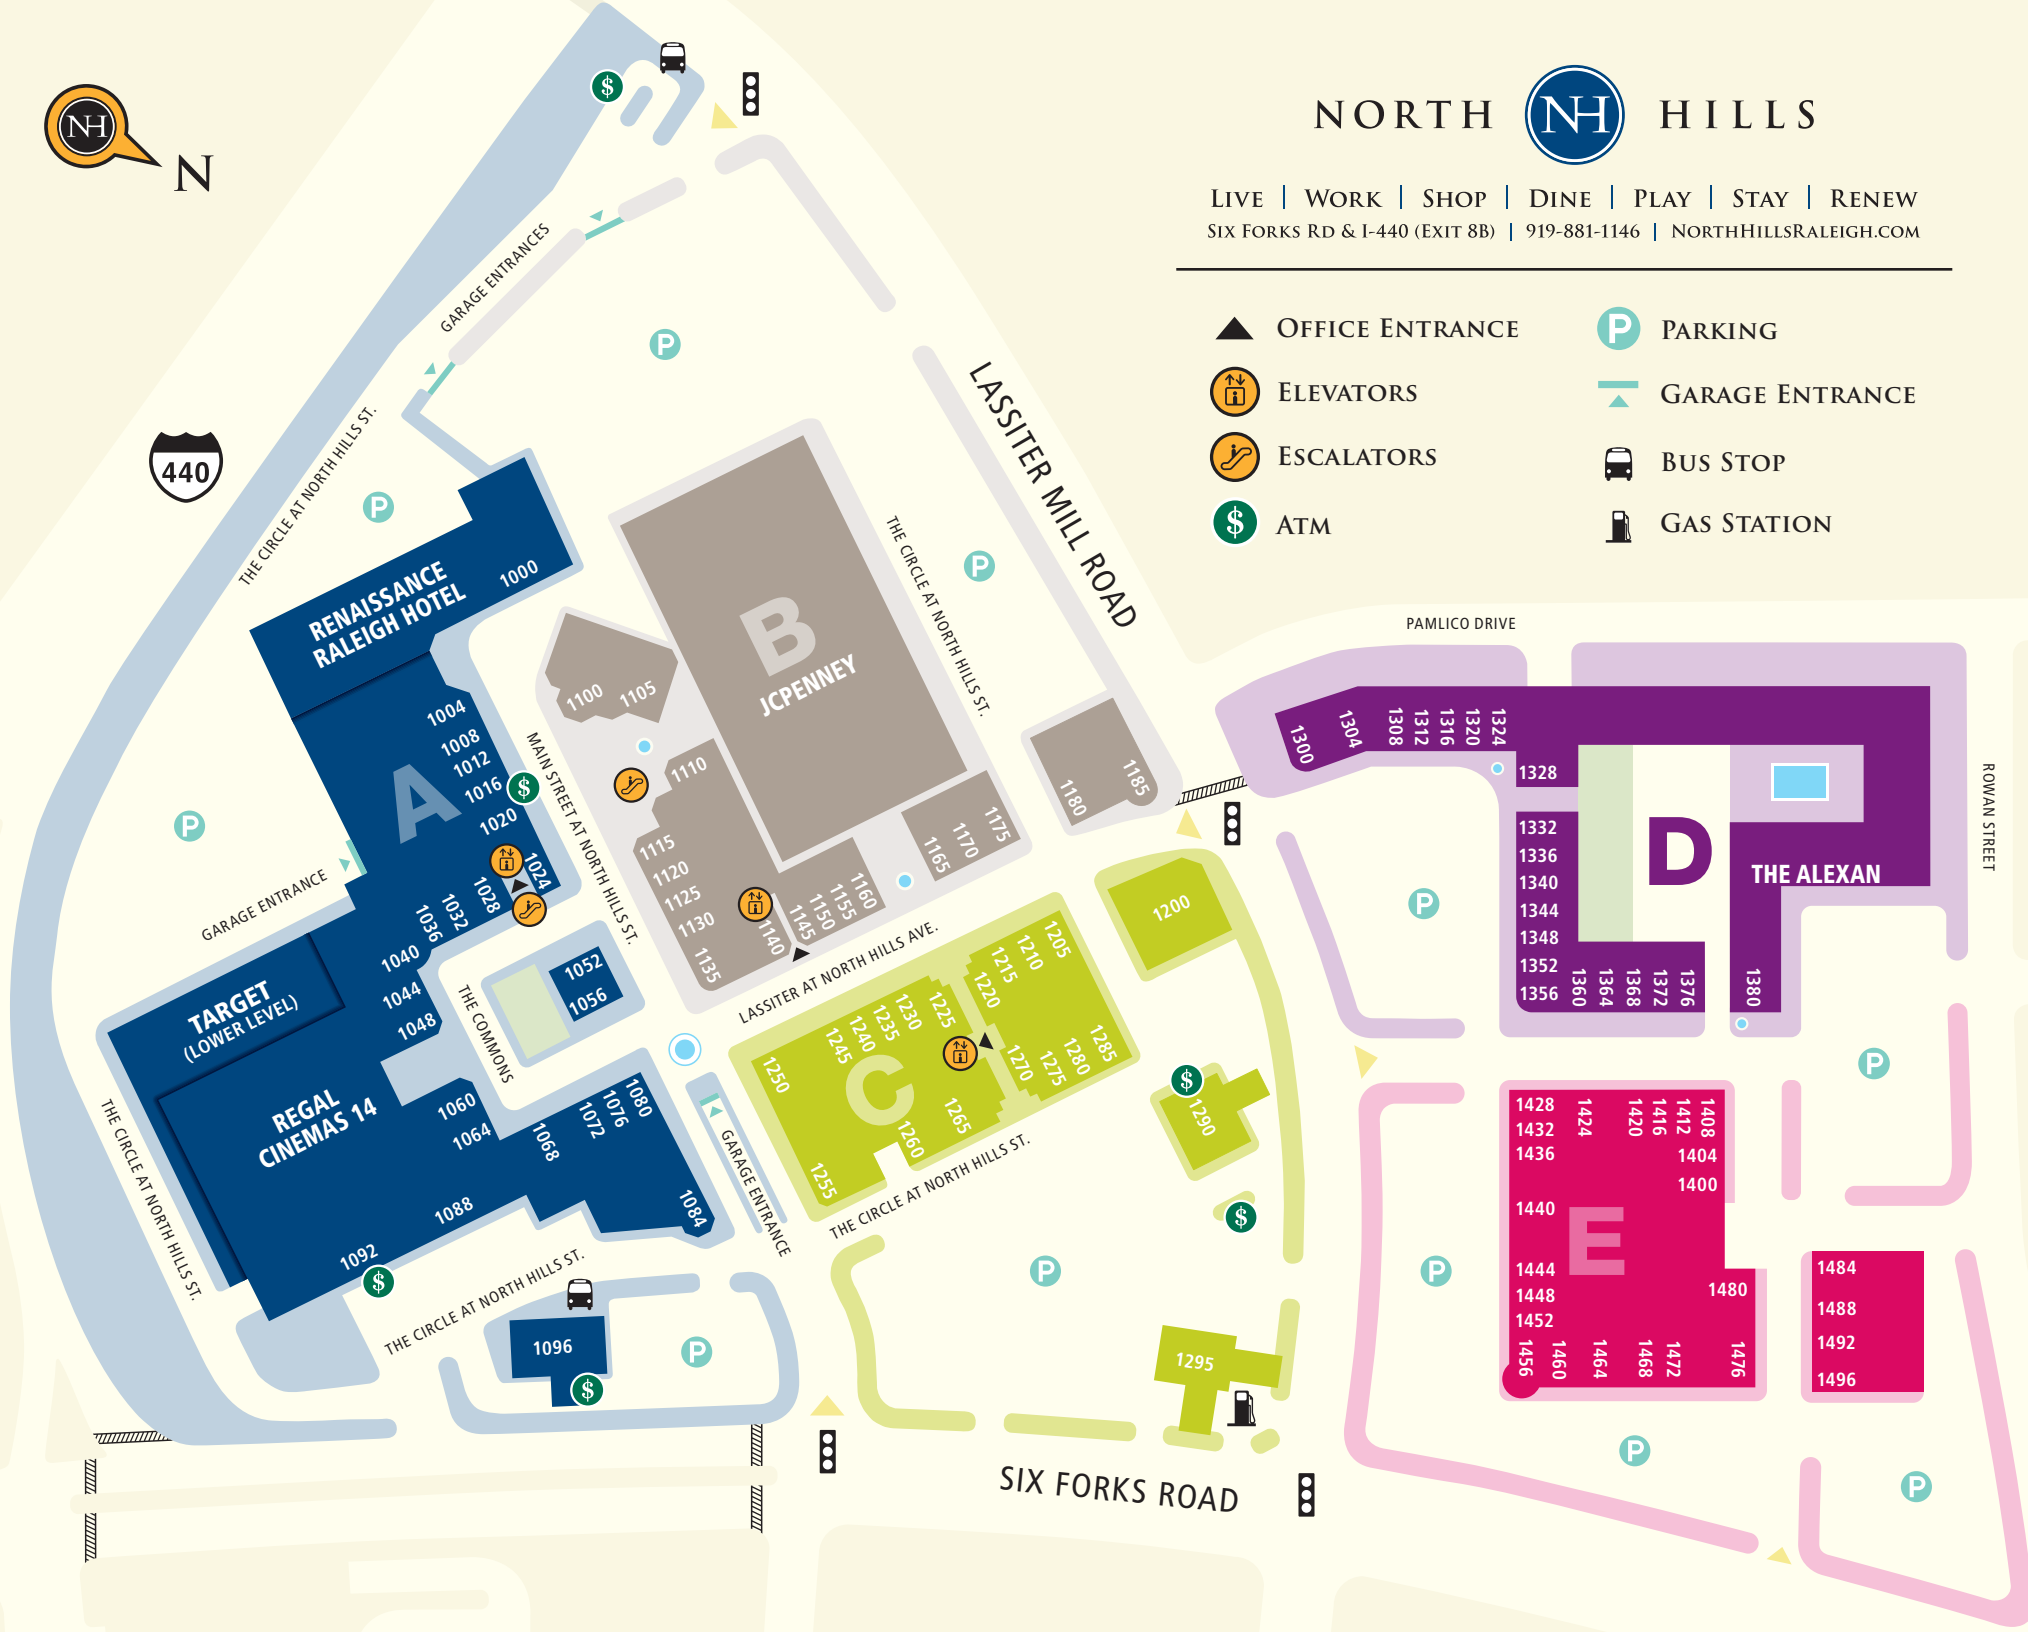 NORTH NH HILLS
LIVE | WORK | SHOP | DINE | PLAY | STAY | RENEW
SIX FORKS RD & I-440 (EXIT 8B) | 919-881-1146 | NORTHHILLSRALEIGH.COM
OFFICE ENTRANCE
ELEVATORS
ESCALATORS
$ ATM
P PARKING
GARAGE ENTRANCE
BUS STOP
GAS STATION
NH
N
440
$
GARAGE ENTRANCES
THE CIRCLE AT NORTH HILLS ST.
P
P
P
P
LASSITER MILL ROAD
THE CIRCLE AT NORTH HILLS ST.
RENAISSANCE
RALEIGH HOTEL
1000
A
1004
1008
1012
1016
$
1020
1024
1028
1032
1036
1040
1044
1048
GARAGE ENTRANCE
MAIN STREET AT NORTH HILLS ST.
TARGET
(LOWER LEVEL)
1052
1056
THE COMMONS
REGAL
CINEMAS 14
1060
1064
1068
1072
1076
1080
1084
1088
1092
$
THE CIRCLE AT NORTH HILLS ST.
THE CIRCLE AT NORTH HILLS ST.
1096
$
P
GARAGE ENTRANCE
B
JCPENNEY
1100
1105
1110
1115
1120
1125
1130
1135
1140
1145
1150
1155
1160
1165
1170
1175
1180
1185
LASSITER AT NORTH HILLS AVE.
C
1200
1205
1210
1215
1220
1225
1230
1235
1240
1245
1250
1255
1260
1265
1270
1275
1280
1285
THE CIRCLE AT NORTH HILLS ST.
$
1290
$
P
1295
SIX FORKS ROAD
PAMLICO DRIVE
ROWAN STREET
D
THE ALEXAN
1300
1304
1308
1312
1316
1320
1324
1328
1332
1336
1340
1344
1348
1352
1356
1360
1364
1368
1372
1376
1380
P
P
P
E
1428
1424
1420
1416
1412
1408
1432
1436
1404
1400
1440
1444
1448
1452
1480
1456
1460
1464
1468
1472
1476
1484
1488
1492
1496
P
P